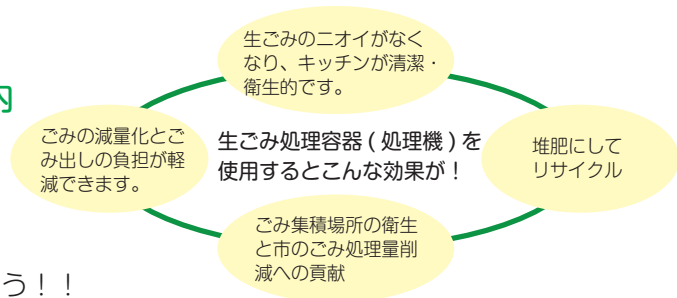 生ごみのニオイがなく
なり、キッチンが清潔・
衛生的です。
内
ごみの減量化とご
み出しの負担が軽
減できます。
生ごみ処理容器 ( 処理機 ) を
使用するとこんな効果が！
堆肥にして
リサイクル
ごみ集積場所の衛生
と市のごみ処理量削
減への貢献
う！！